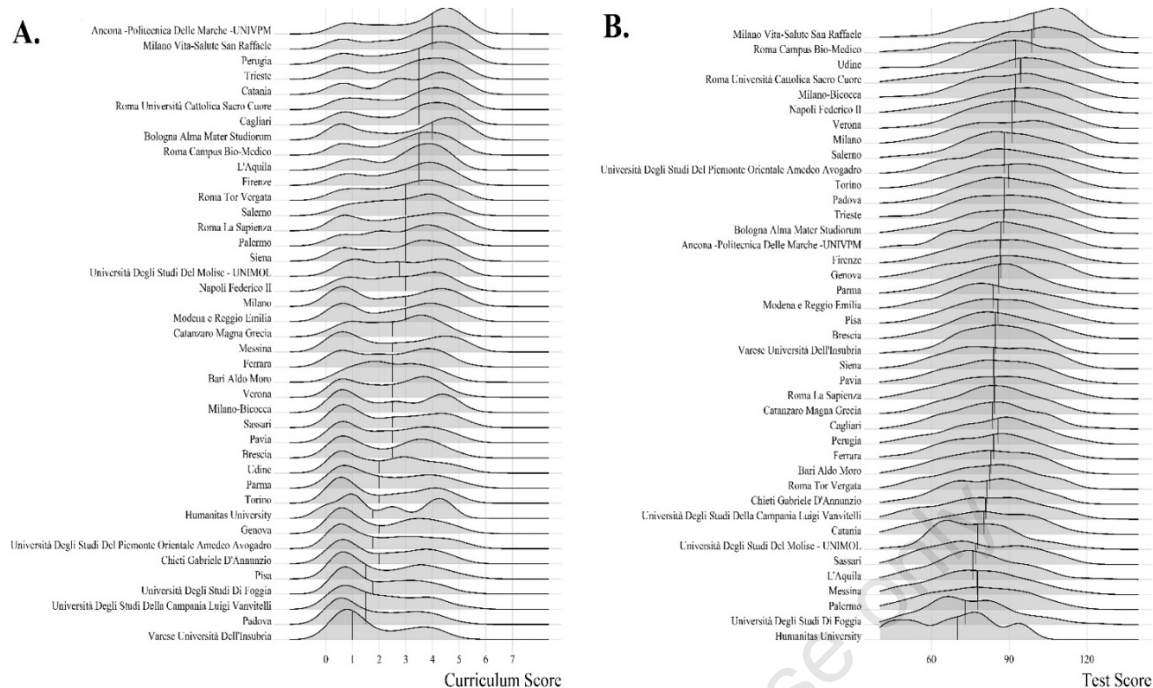 A.
Ancona -Politecnica Delle Marche -UNIVPM
Milano Vita-Salute San Raffaele
Perugia
Trieste
Catania
Roma Università Cattolica Sacro Cuore
Cagliari
Bologna Alma Mater Studiorum
Roma Campus Bio-Medico
L'Aquila
Firenze
Roma Tor Vergata
Salerno
Roma La Sapienza
Palermo
Siena
Università Degli Studi Del Molise - UNIMOL
Napoli Federico II
Milano
Modena e Reggio Emilia
Catanzaro Magna Grecia
Messina
Ferrara
Bari Aldo Moro
Verona
Milano-Bicocca
Sassari
Pavia
Brescia
Udine
Parma
Torino
Humanitas University
Genova
Università Degli Studi Del Piemonte Orientale Amedeo Avogadro
Chieti Gabriele D'Annunzio
Pisa
Università Degli Studi Di Foggia
Università Degli Studi Della Campania Luigi Vanvitelli
Padova
Varese Università Dell'Insubria
0 1 2 3 4 5 6 7
Curriculum Score
B.
Milano Vita-Salute San Raffaele
Roma Campus Bio-Medico
Udine
Roma Università Cattolica Sacro Cuore
Milano-Bicocca
Napoli Federico II
Verona
Milano
Salerno
Università Degli Studi Del Piemonte Orientale Amedeo Avogadro
Torino
Padova
Trieste
Bologna Alma Mater Studiorum
Ancona -Politecnica Delle Marche -UNIVPM
Firenze
Genova
Parma
Modena e Reggio Emilia
Pisa
Brescia
Varese Università Dell'Insubria
Siena
Pavia
Roma La Sapienza
Catanzaro Magna Grecia
Cagliari
Perugia
Ferrara
Bari Aldo Moro
Roma Tor Vergata
Chieti Gabriele D'Annunzio
Università Degli Studi Della Campania Luigi Vanvitelli
Catania
Università Degli Studi Del Molise - UNIMOL
Sassari
L'Aquila
Messina
Palermo
Università Degli Studi Di Foggia
Humanitas University
60 90 120
Test Score
se only